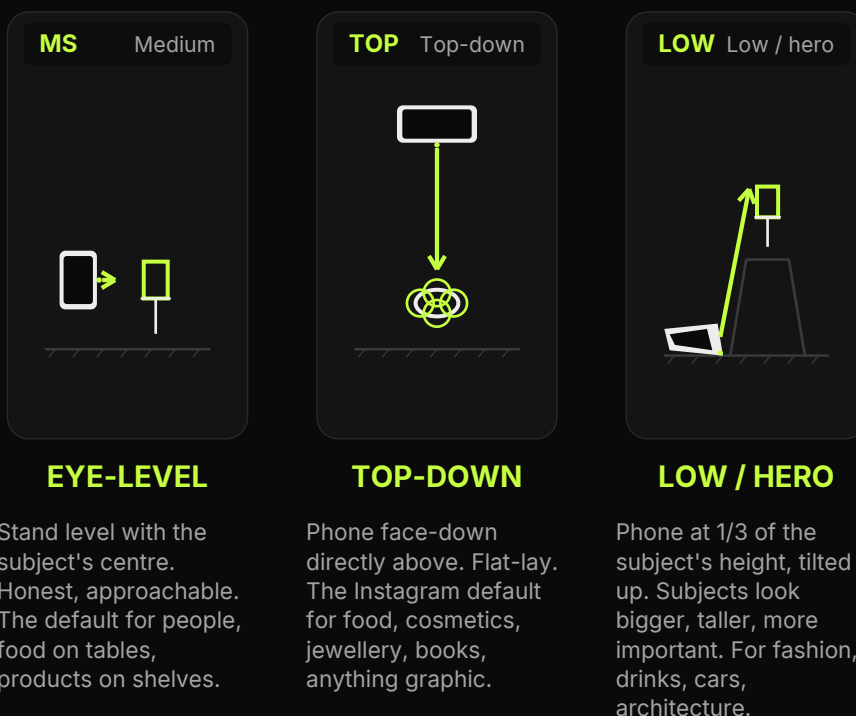 MS Medium
TOP Top-down
LOW Low / hero
EYE-LEVEL
Stand level with the
subject's centre.
Honest, approachable.
The default for people,
food on tables,
products on shelves.
TOP-DOWN
Phone face-down
directly above. Flat-lay.
The Instagram default
for food, cosmetics,
jewellery, books,
anything graphic.
LOW / HERO
Phone at 1/3 of the
subject's height, tilted
up. Subjects look
bigger, taller, more
important. For fashion,
drinks, cars,
architecture.